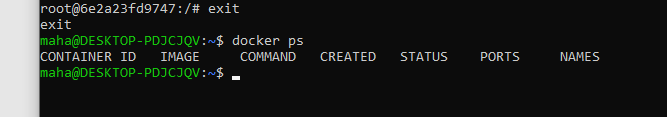 root@6e2a23fd9747:/# exit
exit
maha@DESKTOP-PDJCJQV:~$ docker ps
CONTAINER ID   IMAGE     COMMAND   CREATED   STATUS    PORTS     NAMES
maha@DESKTOP-PDJCJQV:~$